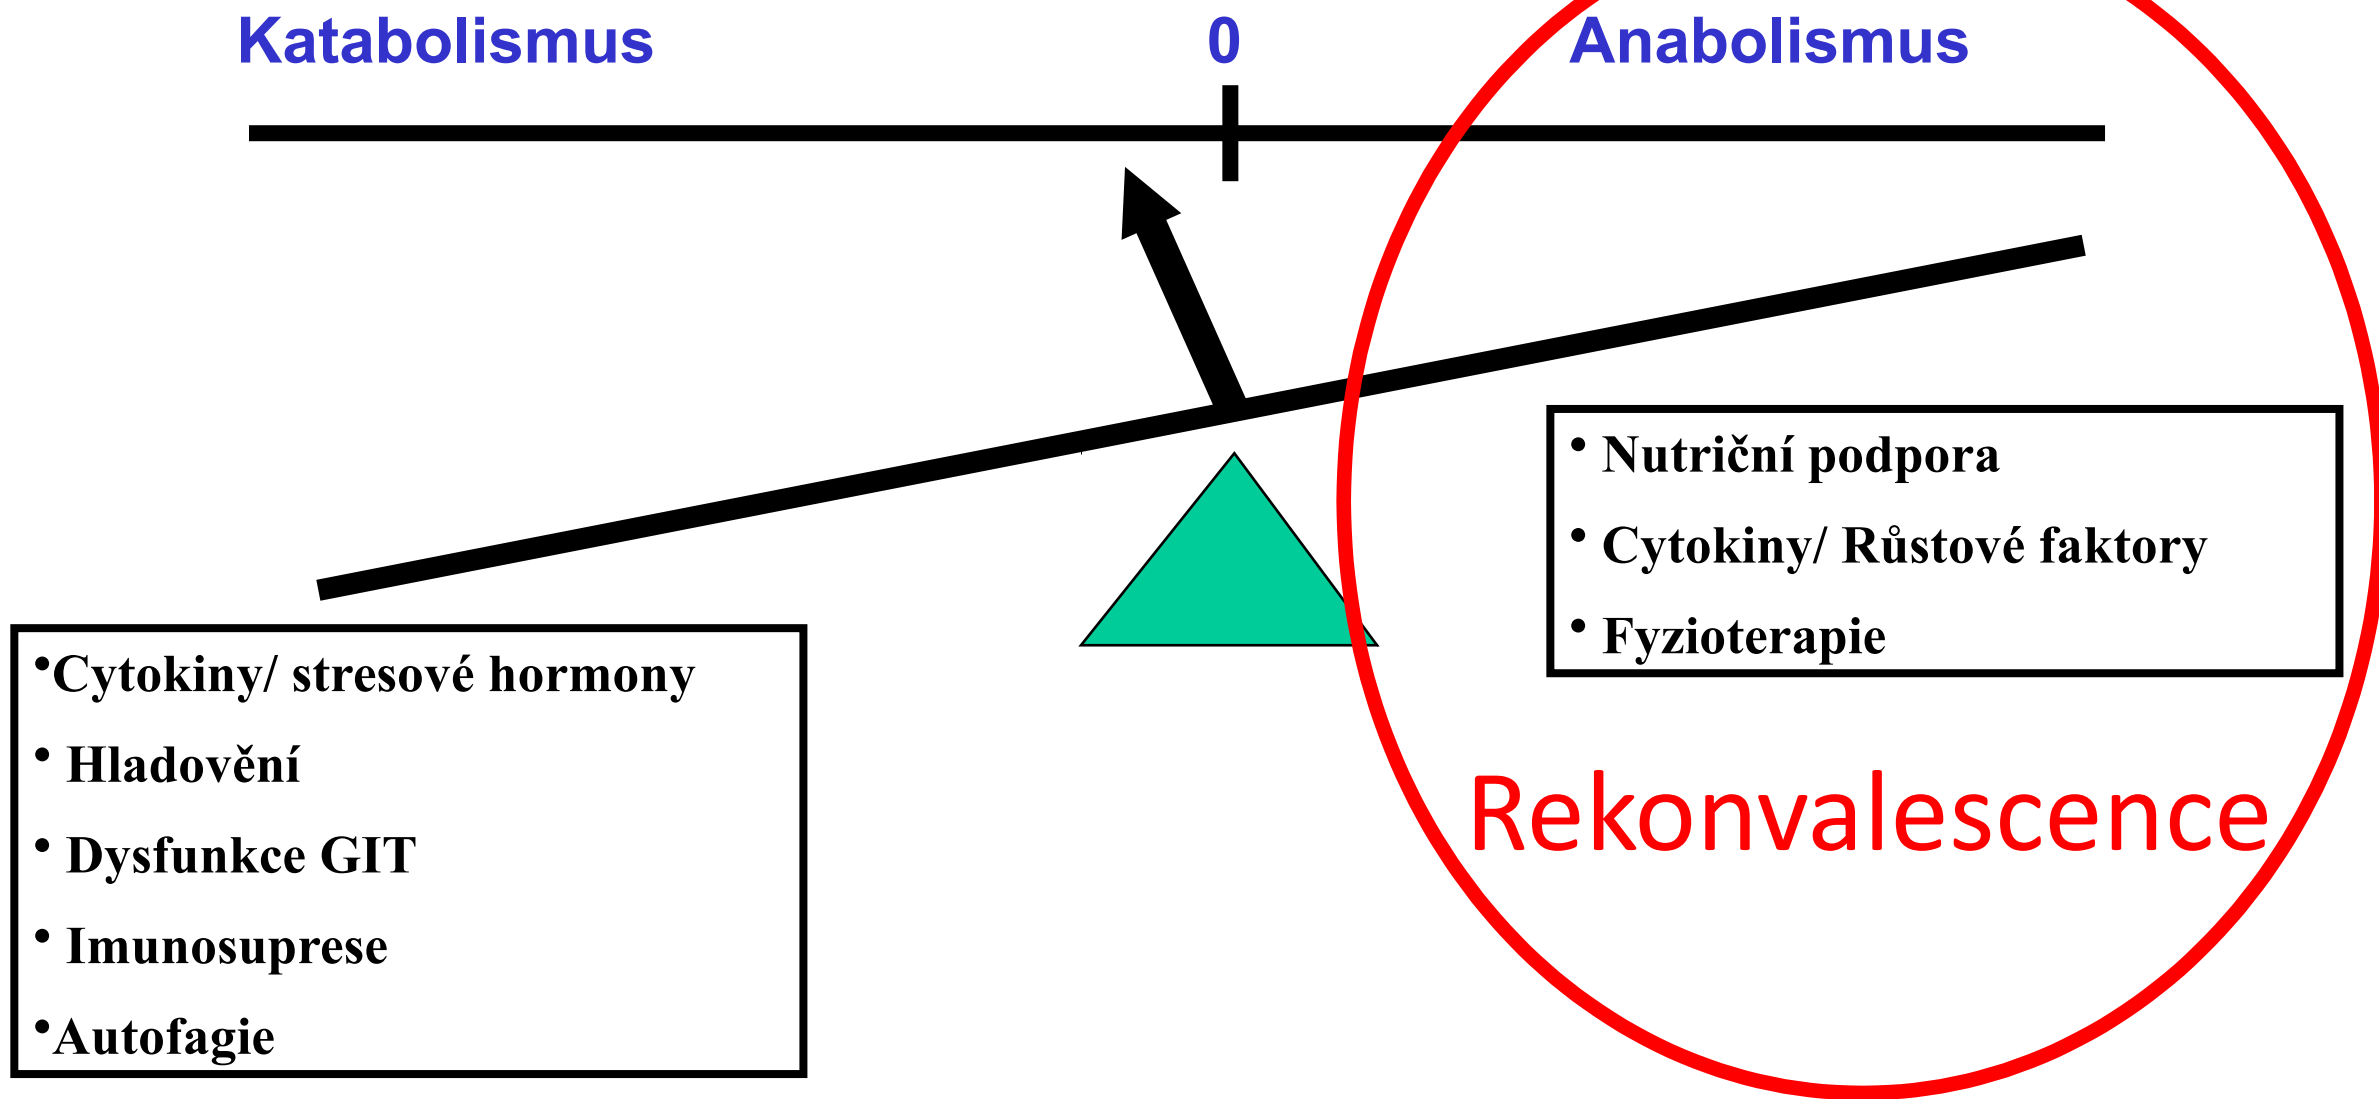 Katabolismus 0 Anabolismus
• Nutriční podpora
• Cytokiny/ Růstové faktory
• Fyzioterapie
•Cytokiny/ stresové hormony
• Hladovění
• Dysfunkce GIT
• Imunosuprese
•Autofagie
Rekonvalescence